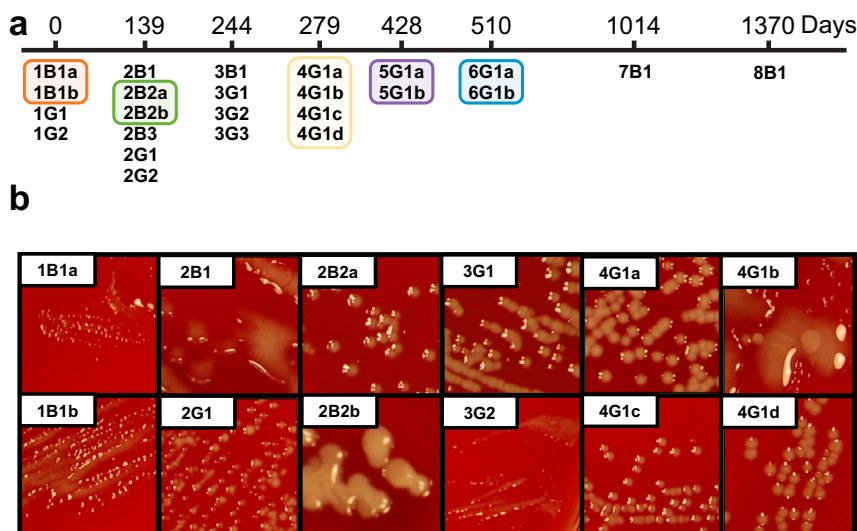 a
0 139 244 279 428 510 1014 1370 Days
1B1a 2B1 3B1 4G1a 5G1a 6G1a 7B1 8B1
1B1b 2B2a 3G1 4G1b 5G1b 6G1b
1G1 2B2b 3G2 4G1c
1G2 2B3 3G3 4G1d
2G1
2G2
b
1B1a 2B1 2B2a 3G1 4G1a 4G1b
1B1b 2G1 2B2b 3G2 4G1c 4G1d